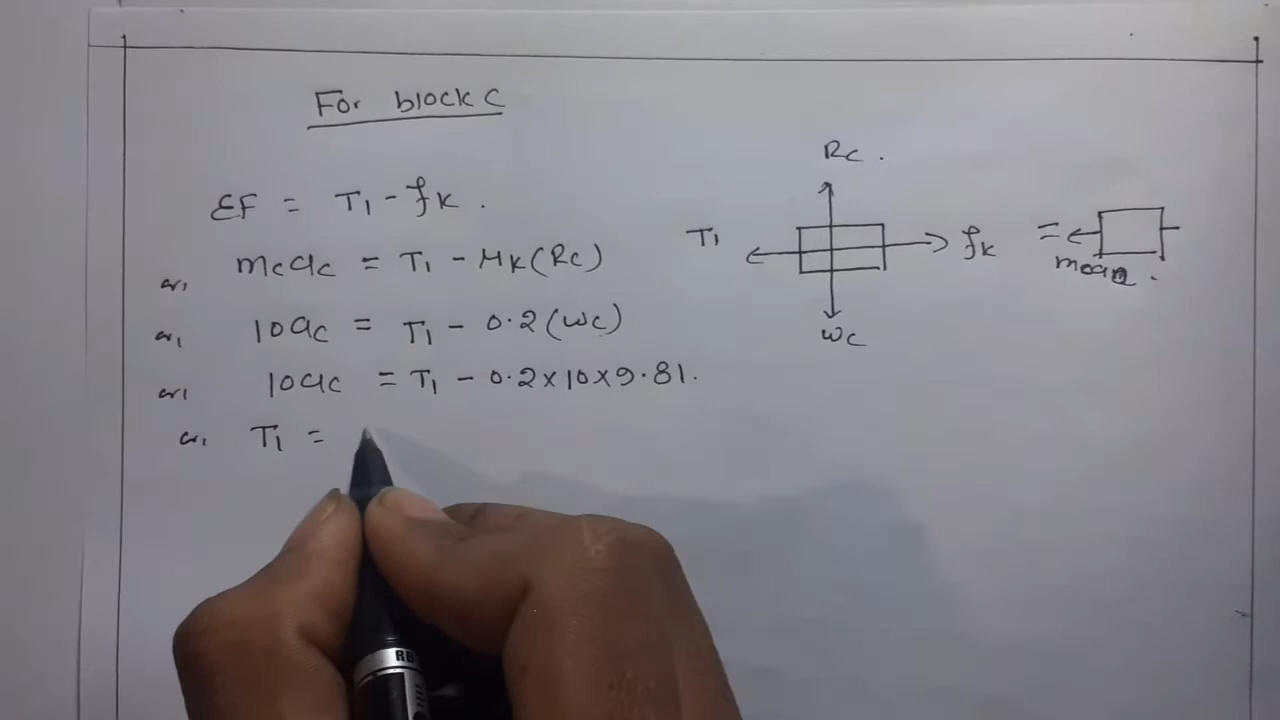 For block C
ΣF = T1 - fK.
or, mcac = T1 - μK(Rc)
or, 10ac = T1 - 0.2(wc)
or, 10ac = T1 - 0.2×10×9.81.
or, T1 =
Rc.
T1
fK
=
wc